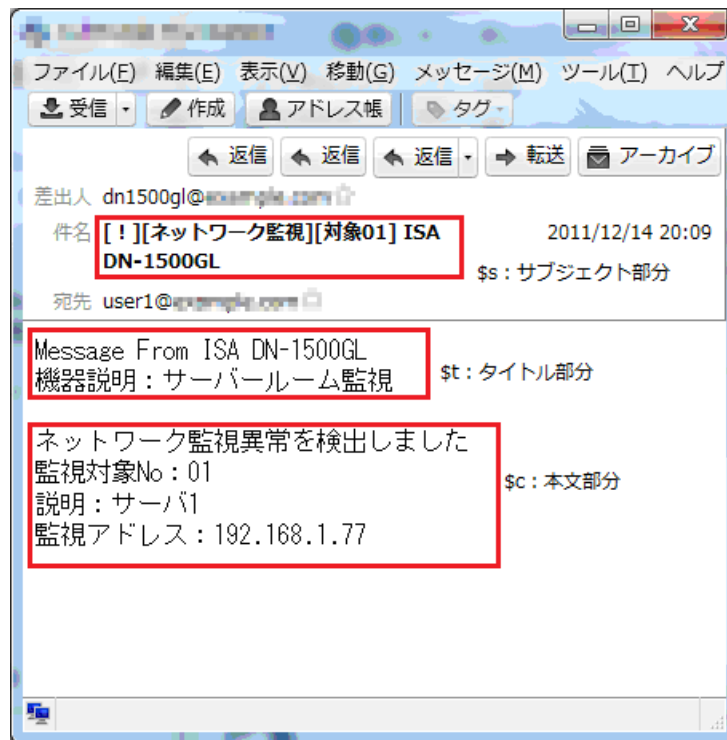 ファイル(F) 編集(E) 表示(V) 移動(G) メッセージ(M) ツール(T) ヘルプ
受信 作成 アドレス帳 タグ
返信 返信 返信 転送 アーカイブ
差出人 dn1500gl@
件名 [！][ネットワーク監視][対象01] ISA 2011/12/14 20:09
DN-1500GL
$s：サブジェクト部分
宛先 user1@
Message From ISA DN-1500GL
機器説明：サーバールーム監視
$t：タイトル部分
ネットワーク監視異常を検出しました
監視対象No：01
$c：本文部分
説明：サーバ1
監視アドレス：192.168.1.77